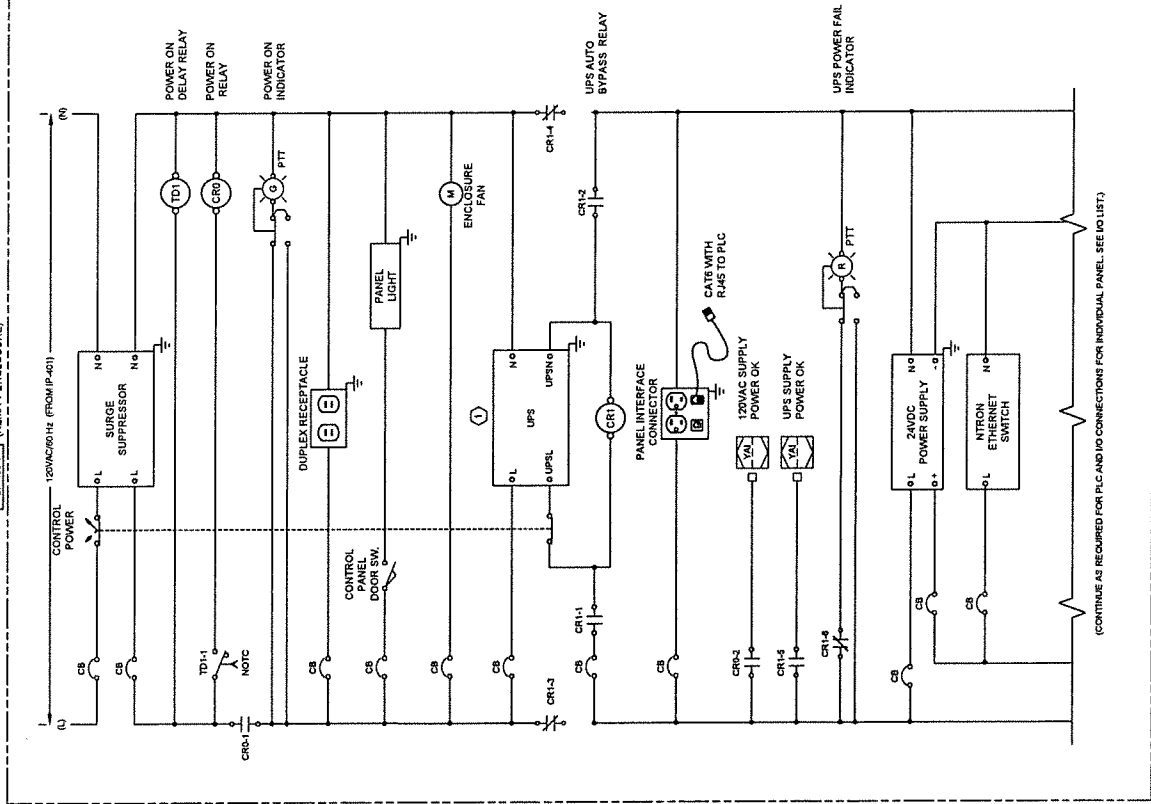 120VAC/60 Hz (FROM IP-401)
(L)
(N)
CONTROL
POWER
CB
L
SURGE
SUPPRESSOR
N
CB
L
N
TD1
POWER ON
DELAY RELAY
TD1-1
NOTC
CR0
POWER ON
RELAY
CR0-1
G
PTT
POWER ON
INDICATOR
CB
DUPLEX RECEPTACLE
CB
CONTROL
PANEL
DOOR SW.
PANEL
LIGHT
CB
M
ENCLOSURE
FAN
1
CB
L
UPS
N
UPSL
UPSN
CR1-3
CR1-4
CB
CR1-1
CR1
CR1-2
UPS AUTO
BYPASS RELAY
CB
PANEL INTERFACE
CONNECTOR
CAT6 WITH
RJ45 TO PLC
CR0-2
YAI
120VAC SUPPLY
POWER OK
CR1-5
YAI
UPS SUPPLY
POWER OK
CR1-6
R
PTT
UPS POWER FAIL
INDICATOR
CB
L
24VDC
POWER SUPPLY
N
CB
+
-
CB
L
NTRON
ETHERNET
SWITCH
N
(CONTINUE AS REQUIRED FOR PLC AND I/O CONNECTIONS FOR INDIVIDUAL PANEL. SEE I/O LIST.)